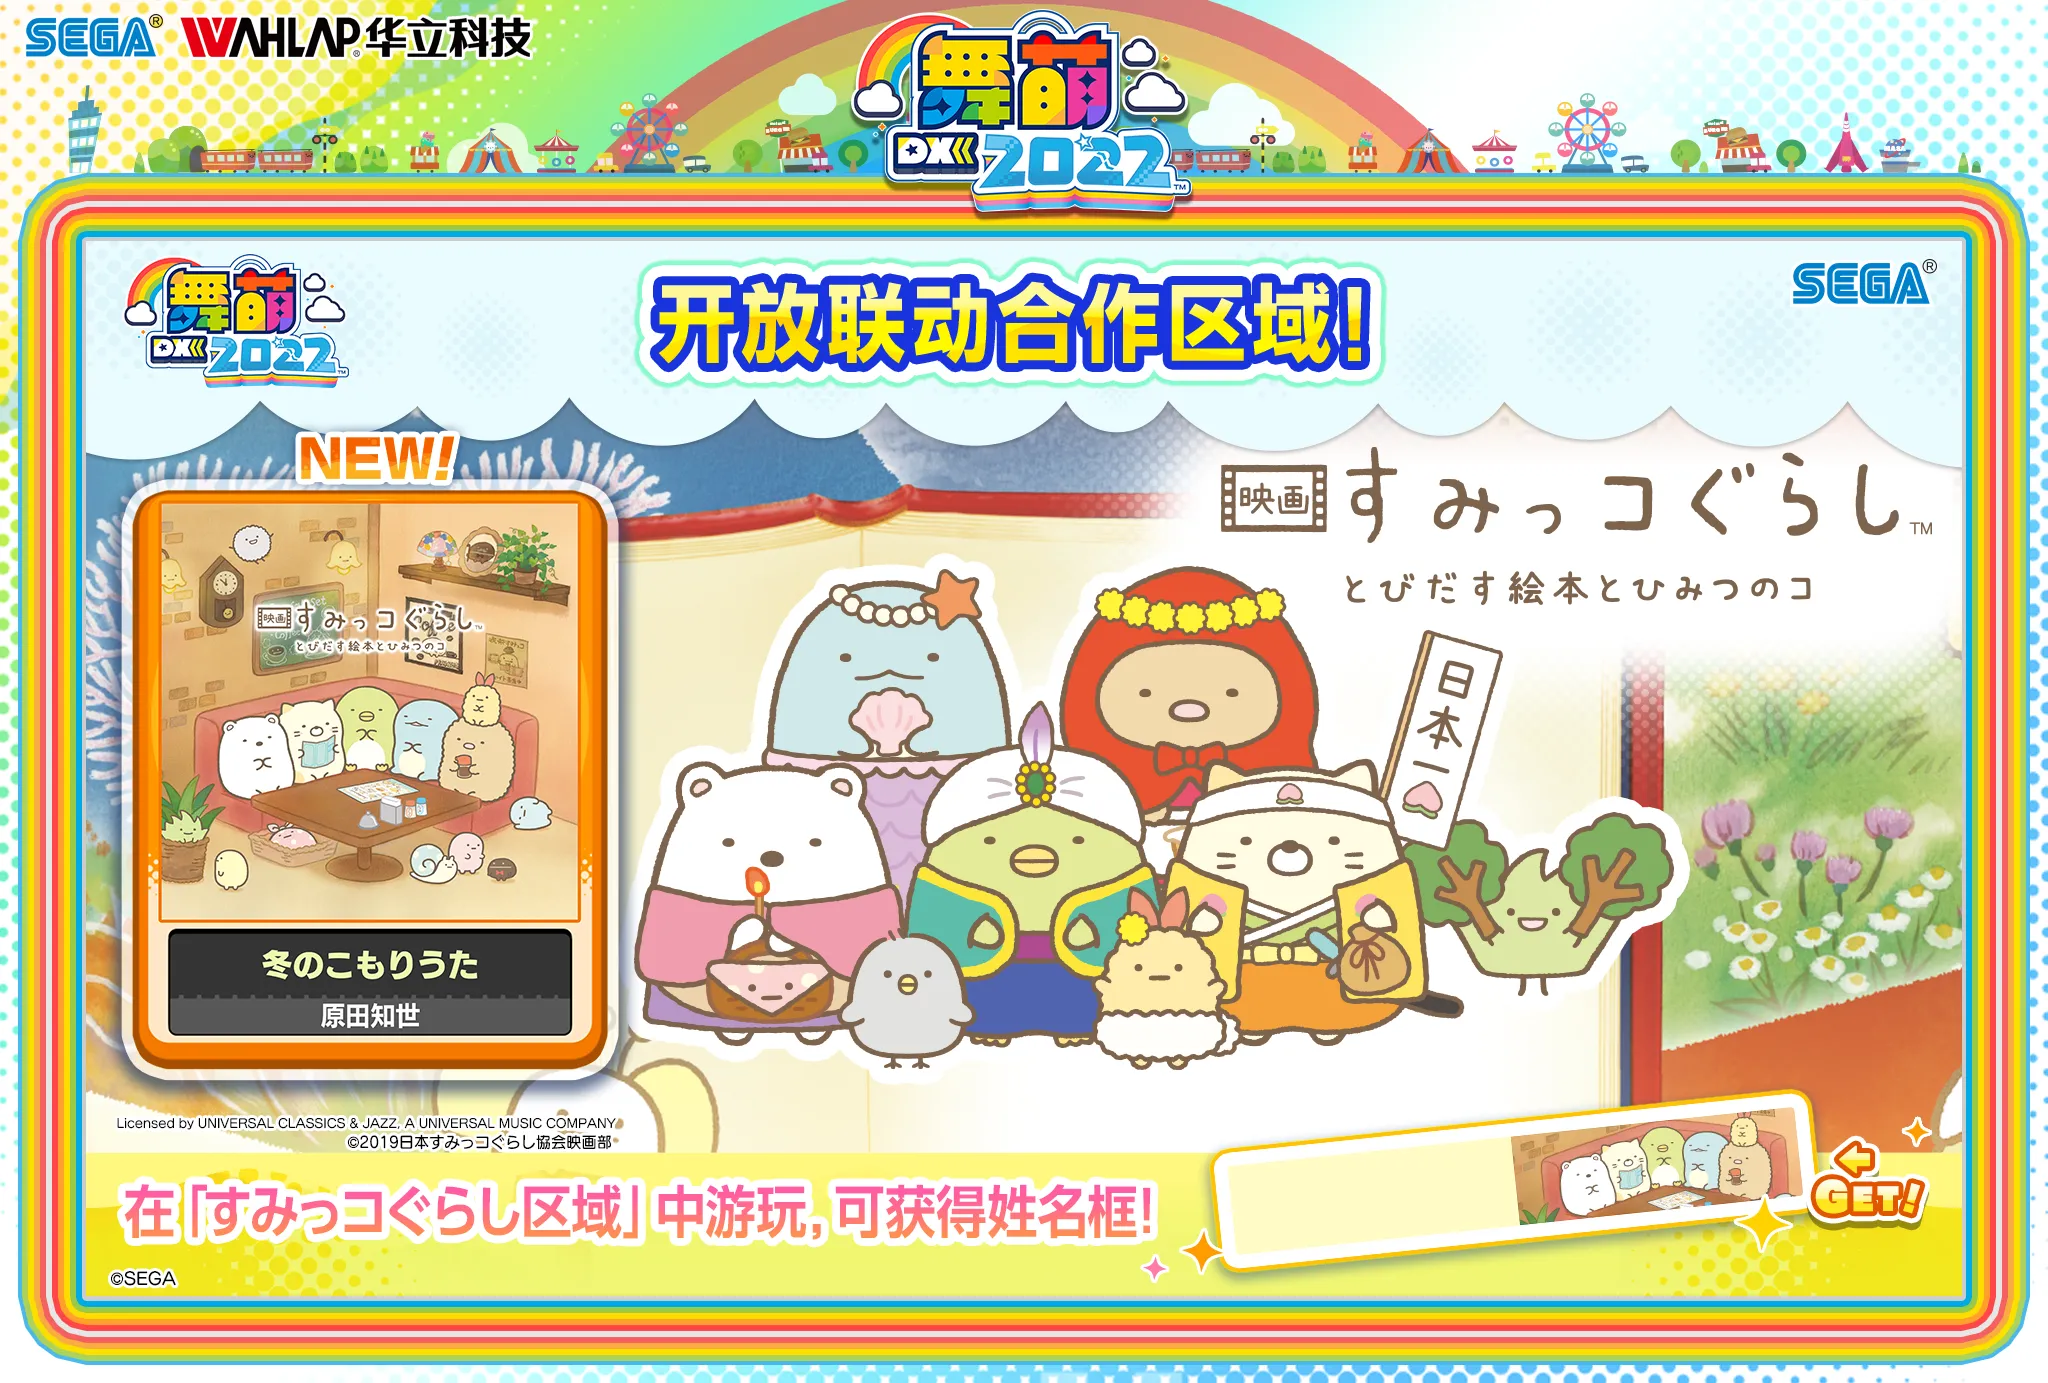 SEGA® WAHLAP® 华立科技
舞萌
DX 2022™
舞萌
DX 2022™
开放联动合作区域!
SEGA®
NEW!
映画 すみっコぐらし™
とびだす絵本とひみつのコ
映画 すみっコぐらし™
とびだす絵本とひみつのコ
日本一
冬のこもりうた
原田知世
Licensed by UNIVERSAL CLASSICS & JAZZ, A UNIVERSAL MUSIC COMPANY
©2019日本すみっコぐらし協会映画部
在「すみっコぐらし区域」中游玩,可获得姓名框!
GET!
©SEGA